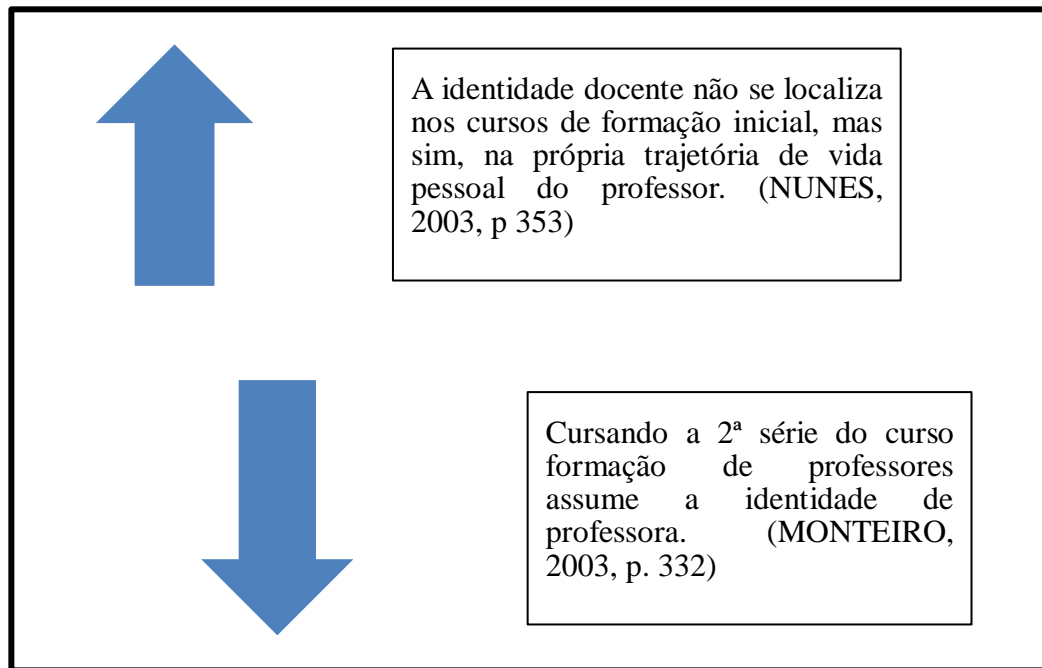 A identidade docente não se localiza
nos cursos de formação inicial, mas
sim, na própria trajetória de vida
pessoal do professor. (NUNES,
2003, p 353)
Cursando a 2ª série do curso
formação de professores
assume a identidade de
professora. (MONTEIRO,
2003, p. 332)